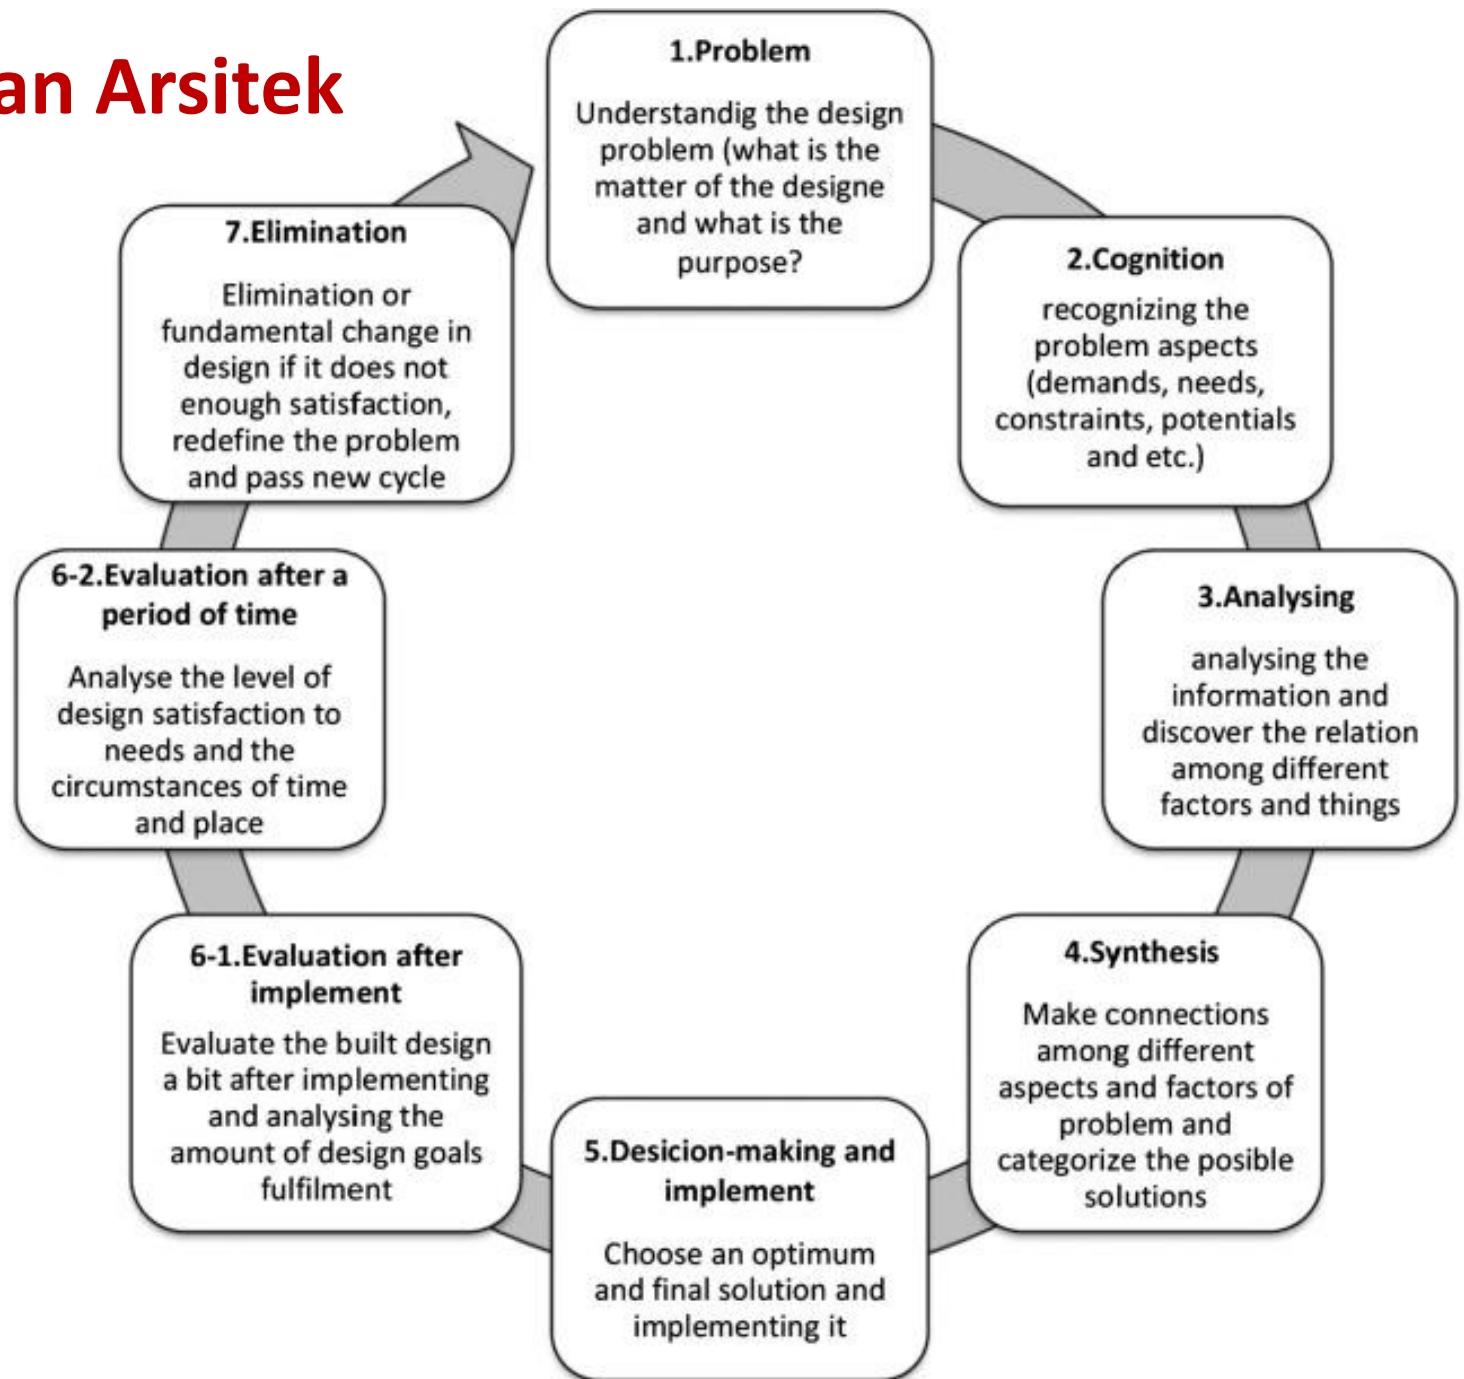 an Arsitek
1.Problem
Understandig the design
problem (what is the
matter of the designe
and what is the
purpose?
2.Cognition
recognizing the
problem aspects
(demands, needs,
constraints, potentials
and etc.)
3.Analysing
analysing the
information and
discover the relation
among different
factors and things
4.Synthesis
Make connections
among different
aspects and factors of
problem and
categorize the posible
solutions
5.Desicion-making and
implement
Choose an optimum
and final solution and
implementing it
6-1.Evaluation after
implement
Evaluate the built design
a bit after implementing
and analysing the
amount of design goals
fulfilment
6-2.Evaluation after a
period of time
Analyse the level of
design satisfaction to
needs and the
circumstances of time
and place
7.Elimination
Elimination or
fundamental change in
design if it does not
enough satisfaction,
redefine the problem
and pass new cycle